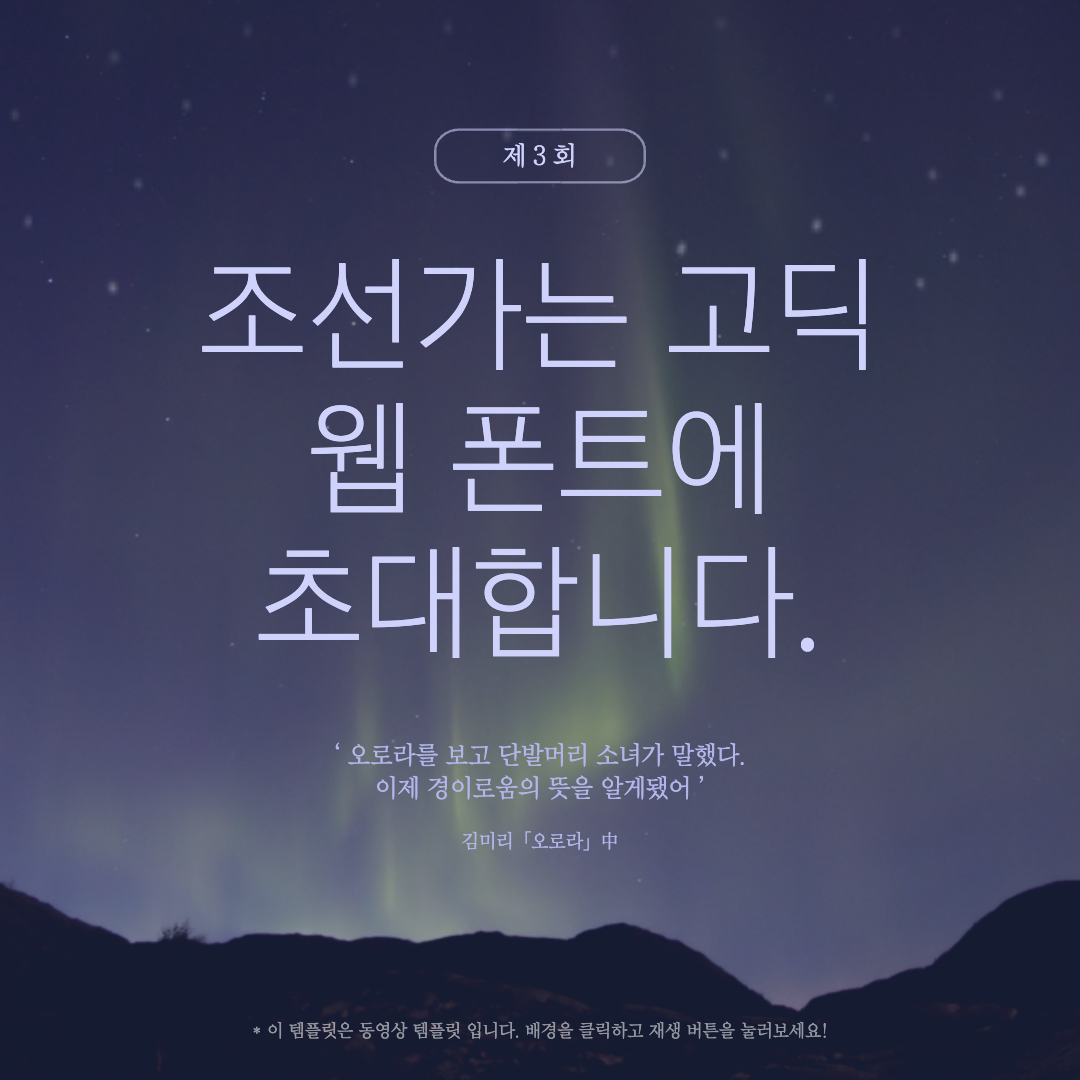 제 3 회
조선가는 고딕
웹 폰트에
초대합니다.
‘ 오로라를 보고 단발머리 소녀가 말했다.
이제 경이로움의 뜻을 알게됐어 ’
김미리「오로라」中
* 이 템플릿은 동영상 템플릿 입니다. 배경을 클릭하고 재생 버튼을 눌러보세요!